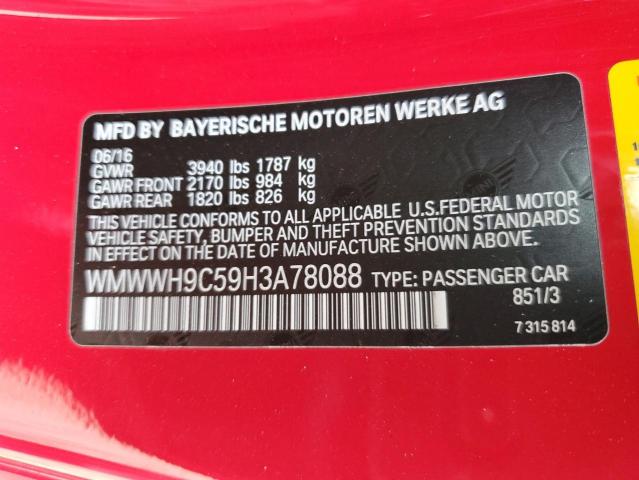 MFD BY BAYERISCHE MOTOREN WERKE AG
06/16
GVWR 3940 lbs 1787 kg
GAWR FRONT 2170 lbs 984 kg
GAWR REAR 1820 lbs 826 kg
THIS VEHICLE CONFORMS TO ALL APPLICABLE U.S. FEDERAL MOTOR
VEHICLE SAFETY, BUMPER AND THEFT PREVENTION STANDARDS
IN EFFECT ON THE DATE OF MANUFACTURE SHOWN ABOVE.
WMWWH9C59H3A78088 TYPE: PASSENGER CAR
851/3
7 315 814